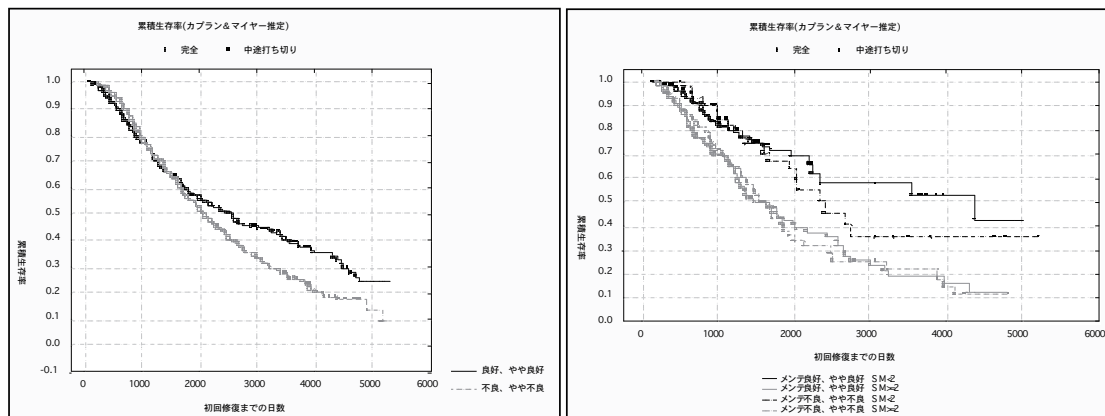 累積生存率(カプラン＆マイヤー推定)
完全 中途打ち切り
1.0
0.9
0.8
0.7
0.6
0.5
0.4
0.3
0.2
0.1
0.0
-0.1
0 1000 2000 3000 4000 5000 6000
累積生存率
初回修復までの日数
良好、やや良好
不良、やや不良
累積生存率(カプラン＆マイヤー推定)
完全 中途打ち切り
1.0
0.9
0.8
0.7
0.6
0.5
0.4
0.3
0.2
0.1
0.0
0 1000 2000 3000 4000 5000 6000
累積生存率
初回修復までの日数
メンテ良好、やや良好 SM<2
メンテ良好、やや良好 SM>=2
メンテ不良、やや不良 SM<2
メンテ不良、やや不良 SM>=2